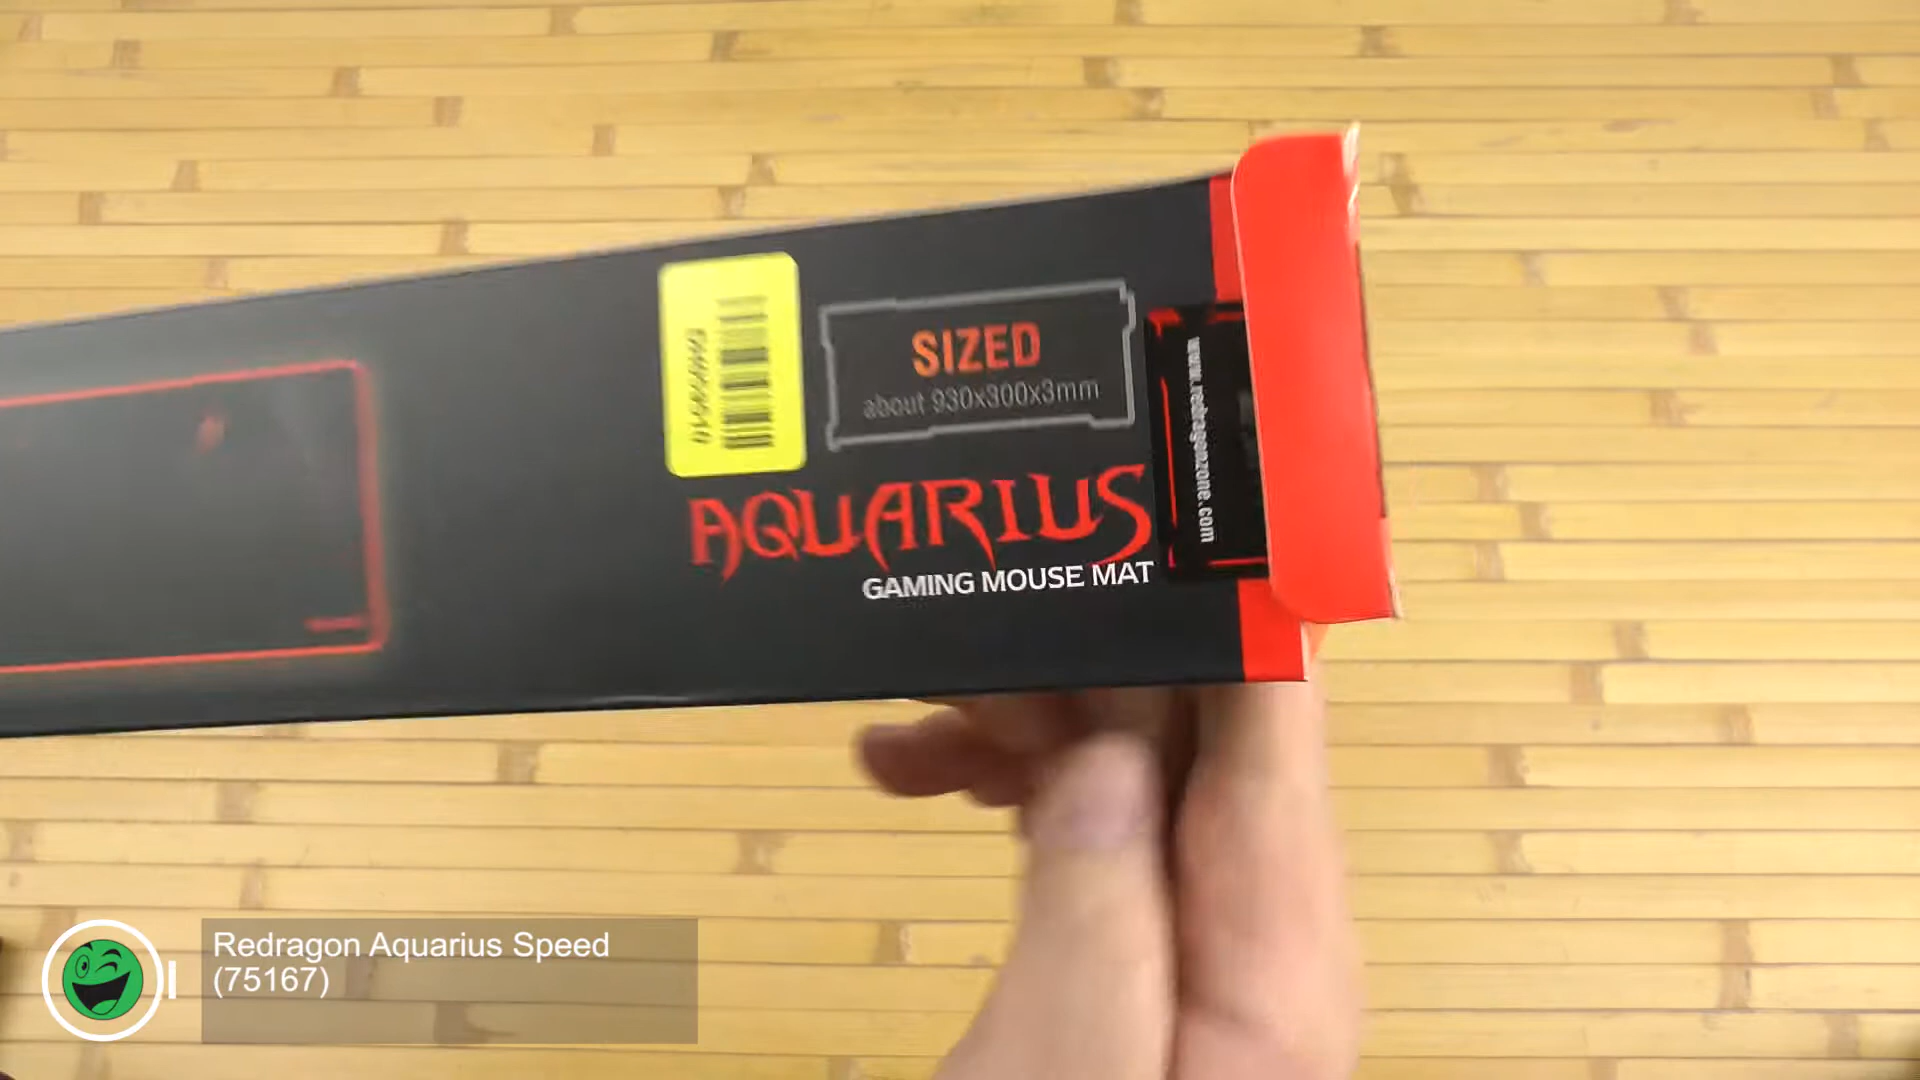 SIZED
about 930x300x3mm
AQUARIUS
GAMING MOUSE MAT
www.redragonzone.com
Redragon Aquarius Speed
(75167)